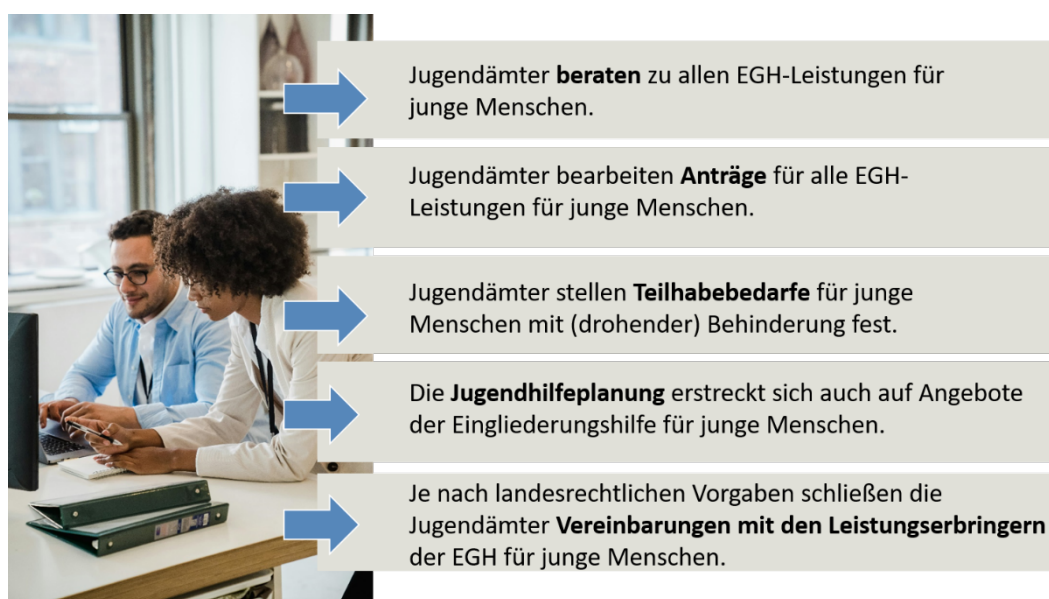 Jugendämter beraten zu allen EGH-Leistungen für
junge Menschen.
Jugendämter bearbeiten Anträge für alle EGH-
Leistungen für junge Menschen.
Jugendämter stellen Teilhabebedarfe für junge
Menschen mit (drohender) Behinderung fest.
Die Jugendhilfeplanung erstreckt sich auch auf Angebote
der Eingliederungshilfe für junge Menschen.
Je nach landesrechtlichen Vorgaben schließen die
Jugendämter Vereinbarungen mit den Leistungserbringern
der EGH für junge Menschen.